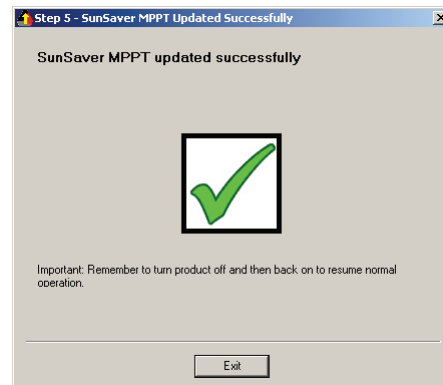 Step 5 - SunSaver MPPT Updated Successfully
SunSaver MPPT updated successfully
Important: Remember to turn product off and then back on to resume normal
operation.
Exit